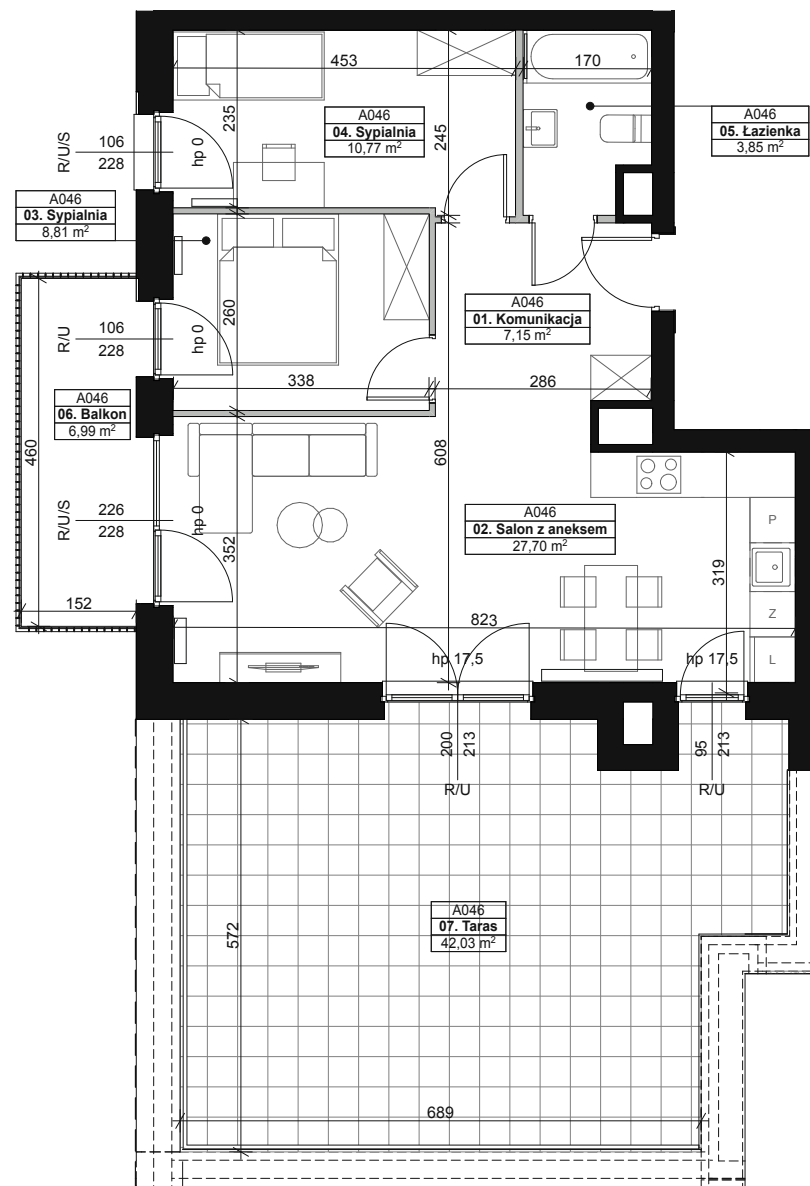 453
170
235
245
A046
04. Sypialnia
10,77 m²
A046
05. Łazienka
3,85 m²
R/U/S
106
228
hp 0
A046
03. Sypialnia
8,81 m²
260
A046
01. Komunikacja
7,15 m²
R/U
106
228
hp 0
338
286
A046
06. Balkon
6,99 m²
460
608
R/U/S
226
228
hp 0
352
A046
02. Salon z aneksem
27,70 m²
P
319
152
823
Z
hp 17,5
hp 17,5
L
200
213
R/U
95
213
R/U
A046
07. Taras
42,03 m²
572
689